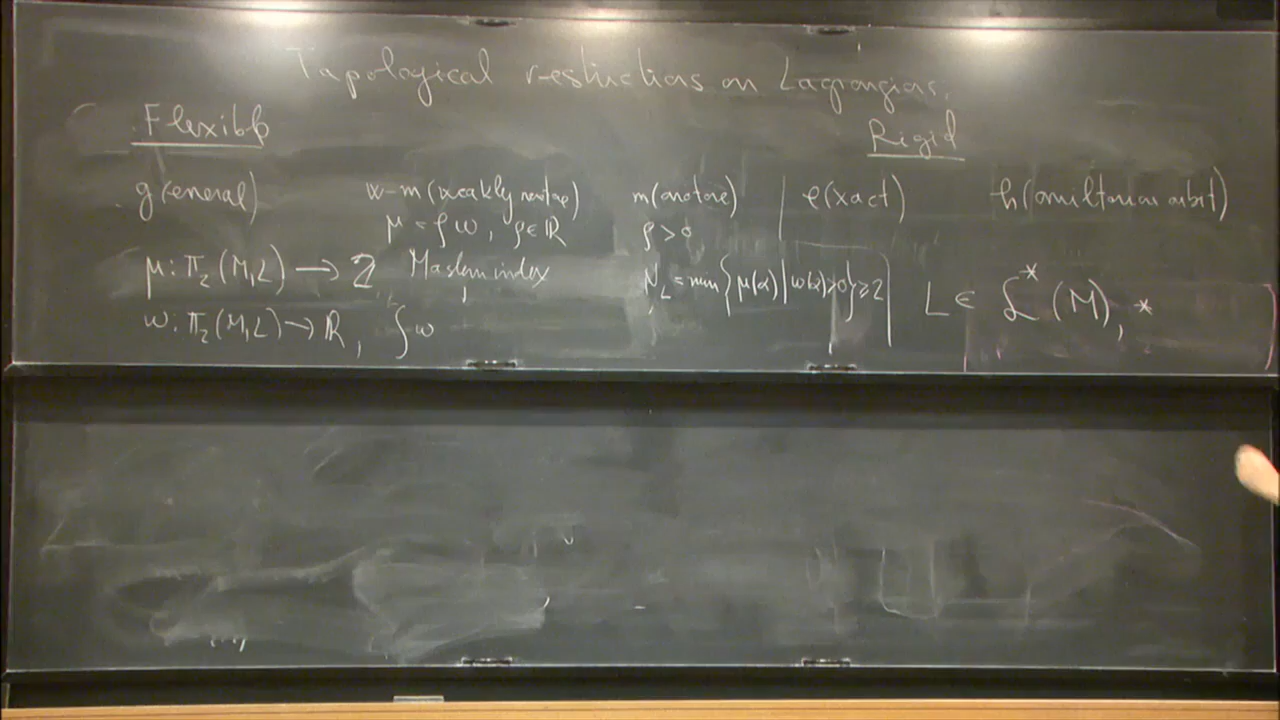 Topological restrictions on Lagrangians.
Flexible
Rigid
g(eneral)
w-m(weakly monotone)
m(onotone)
e(xact)
h(amiltonian orbit)
μ = ρω, ρ∈ℝ
ρ>0
μ: π₂(M,L) → ℤ Maslov index
N_L = min{μ(α) | ω(α)>0} ≥ 2
L ∈ 𝓛*(M), *
ω: π₂(M,L) → ℝ, ∫ω